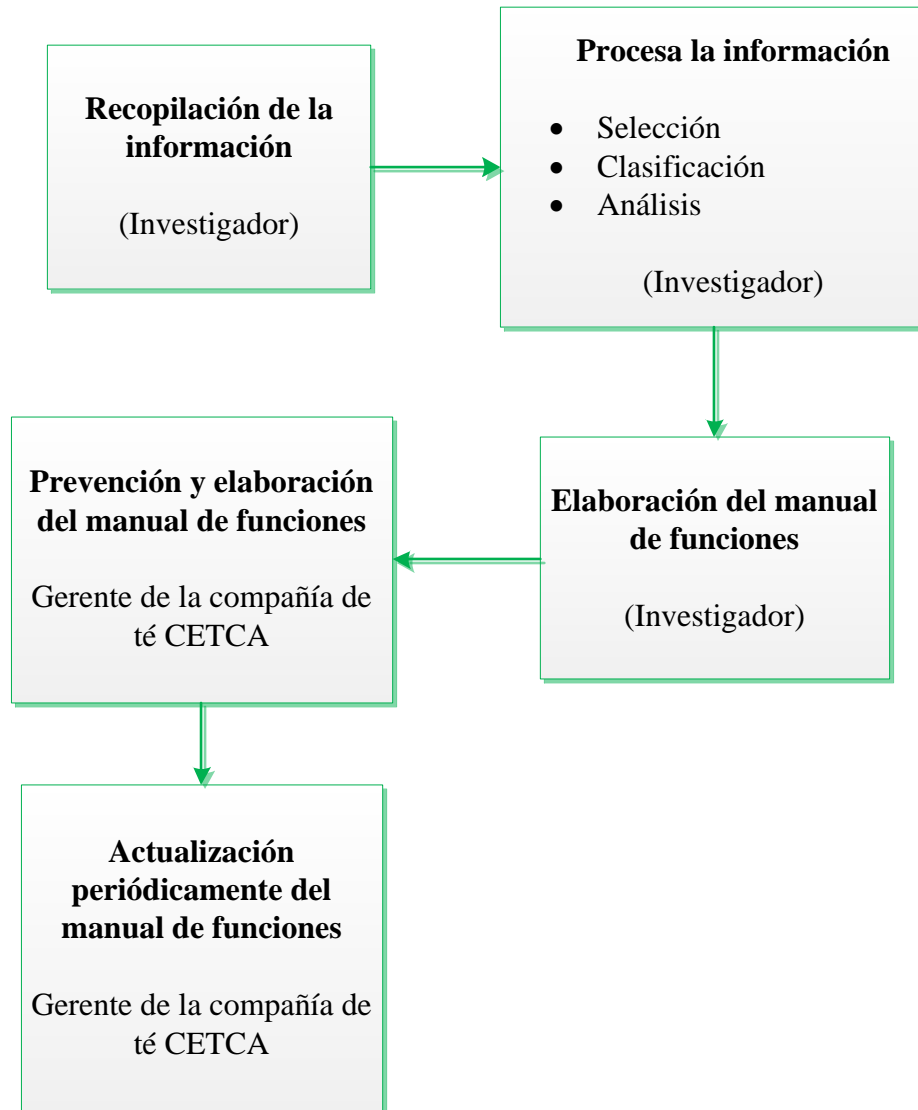 Recopilación de la
información
(Investigador)
Procesa la información
• Selección
• Clasificación
• Análisis
(Investigador)
Elaboración del manual
de funciones
(Investigador)
Prevención y elaboración
del manual de funciones
Gerente de la compañía de
té CETCA
Actualización
periódicamente del
manual de funciones
Gerente de la compañía de
té CETCA